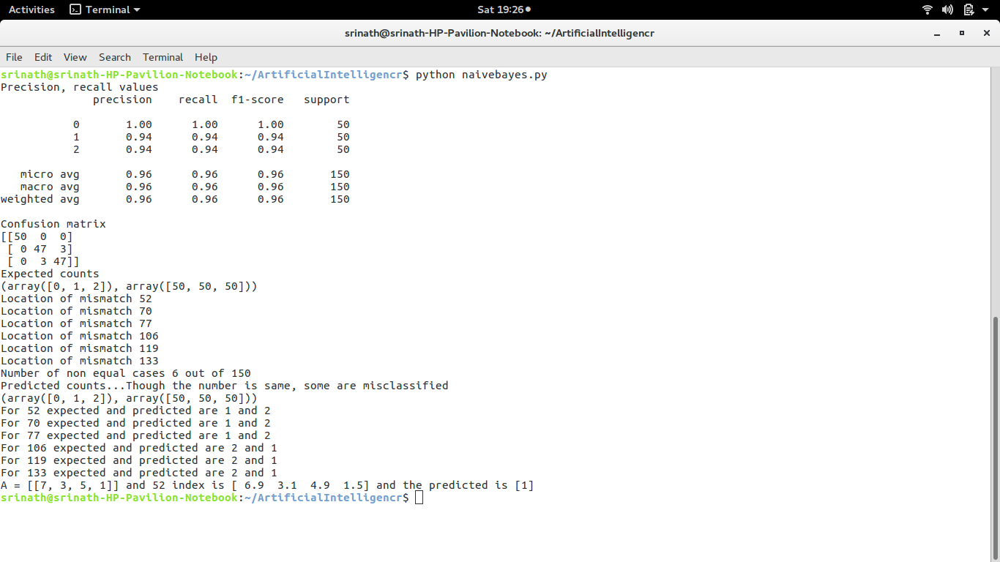 Activities Terminal Sat 19:26
srinath@srinath-HP-Pavilion-Notebook: ~/ArtificialIntelligencr
File Edit View Search Terminal Help
srinath@srinath-HP-Pavilion-Notebook:~/ArtificialIntelligencr$ python naivebayes.py
Precision, recall values
              precision    recall  f1-score   support

           0       1.00      1.00      1.00        50
           1       0.94      0.94      0.94        50
           2       0.94      0.94      0.94        50

   micro avg       0.96      0.96      0.96       150
   macro avg       0.96      0.96      0.96       150
weighted avg       0.96      0.96      0.96       150

Confusion matrix
[[50  0  0]
 [ 0 47  3]
 [ 0  3 47]]
Expected counts
(array([0, 1, 2]), array([50, 50, 50]))
Location of mismatch 52
Location of mismatch 70
Location of mismatch 77
Location of mismatch 106
Location of mismatch 119
Location of mismatch 133
Number of non equal cases 6 out of 150
Predicted counts...Though the number is same, some are misclassified
(array([0, 1, 2]), array([50, 50, 50]))
For 52 expected and predicted are 1 and 2
For 70 expected and predicted are 1 and 2
For 77 expected and predicted are 1 and 2
For 106 expected and predicted are 2 and 1
For 119 expected and predicted are 2 and 1
For 133 expected and predicted are 2 and 1
A = [[7, 3, 5, 1]] and 52 index is [ 6.9  3.1  4.9  1.5] and the predicted is [1]
srinath@srinath-HP-Pavilion-Notebook:~/ArtificialIntelligencr$